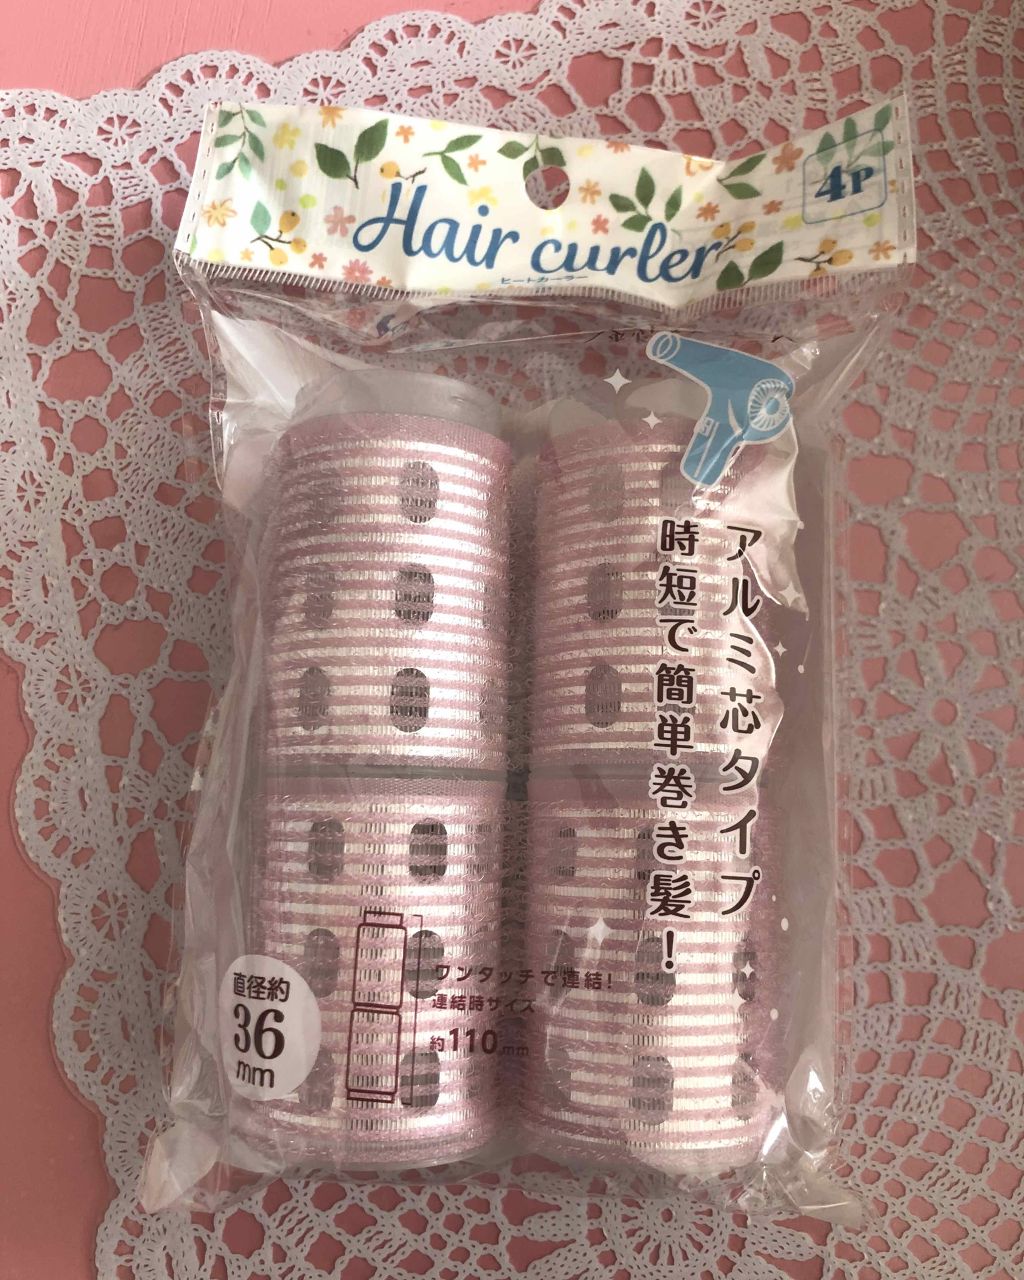 4P
Hair curler
ヒートカーラー
アルミ芯タイプ
時短で簡単巻き髪！
ワンタッチで連結！
連結時サイズ
約110mm
直径約
36
mm